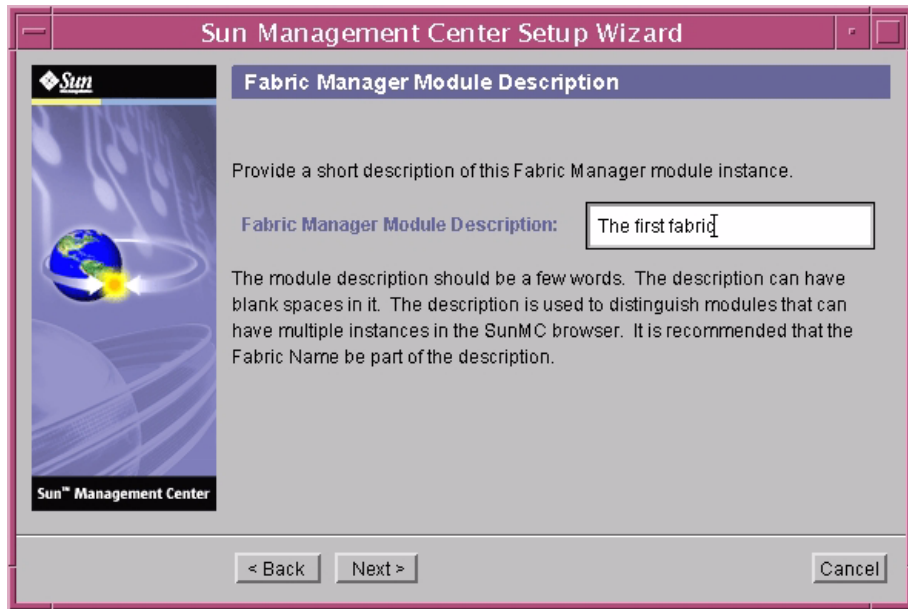 Sun Management Center Setup Wizard
Sun
Fabric Manager Module Description
Provide a short description of this Fabric Manager module instance.
Fabric Manager Module Description:
The first fabric
The module description should be a few words. The description can have
blank spaces in it. The description is used to distinguish modules that can
have multiple instances in the SunMC browser. It is recommended that the
Fabric Name be part of the description.
Sun™ Management Center
< Back
Next >
Cancel